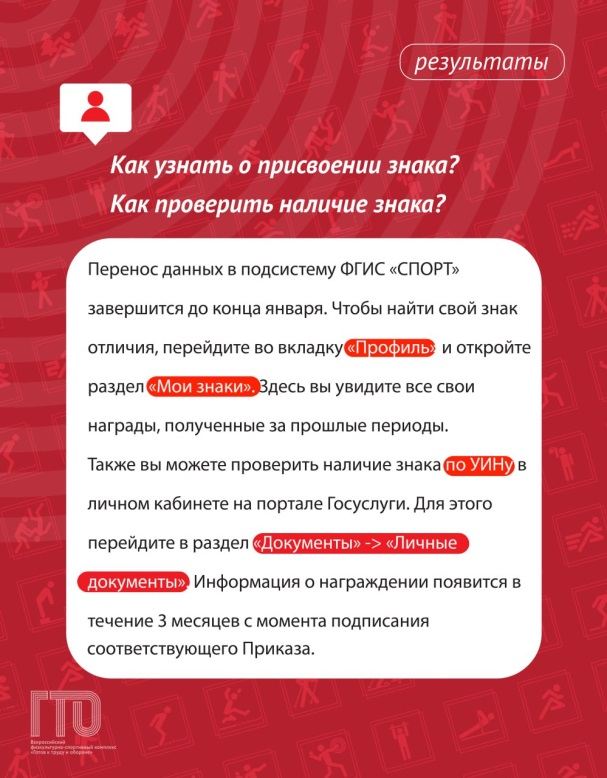 результаты
Как узнать о присвоении знака?
Как проверить наличие знака?
Перенос данных в подсистему ФГИС «СПОРТ»
завершится до конца января. Чтобы найти свой знак
отличия, перейдите во вкладку «Профиль» и откройте
раздел «Мои знаки». Здесь вы увидите все свои
награды, полученные за прошлые периоды.
Также вы можете проверить наличие знака по УИНу в
личном кабинете на портале Госуслуги. Для этого
перейдите в раздел «Документы» -> «Личные
документы». Информация о награждении появится в
течение 3 месяцев с момента подписания
соответствующего Приказа.
ГТО
Всероссийский
физкультурно-спортивный комплекс
«Готов к труду и обороне»